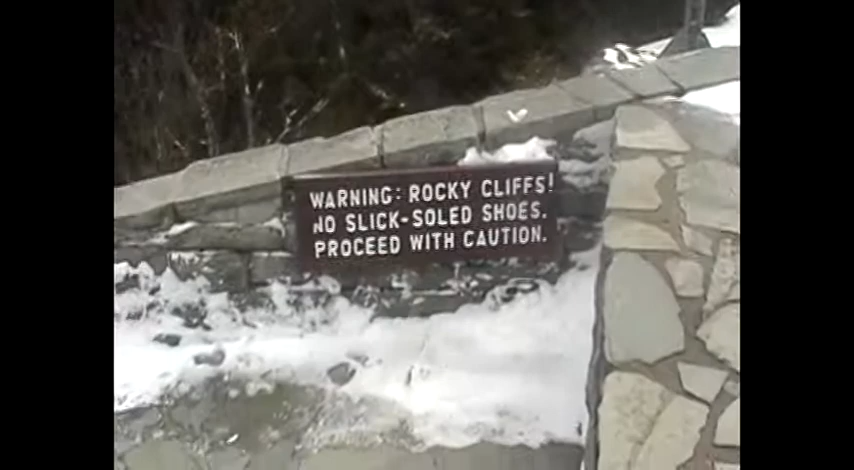 WARNING: ROCKY CLIFFS!
NO SLICK-SOLED SHOES.
PROCEED WITH CAUTION.